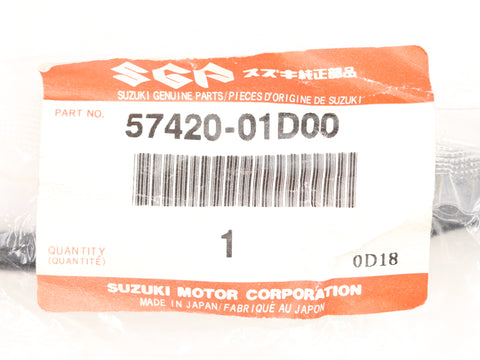 SGP スズキ純正部品
SUZUKI GENUINE PARTS/PIECES D'ORIGINE DE SUZUKI
PART NO. 57420-01D00
QUANTITY 1
(QUANTITÉ)
0D18
SUZUKI MOTOR CORPORATION
MADE IN JAPAN/FABRIQUÉ AU JAPON